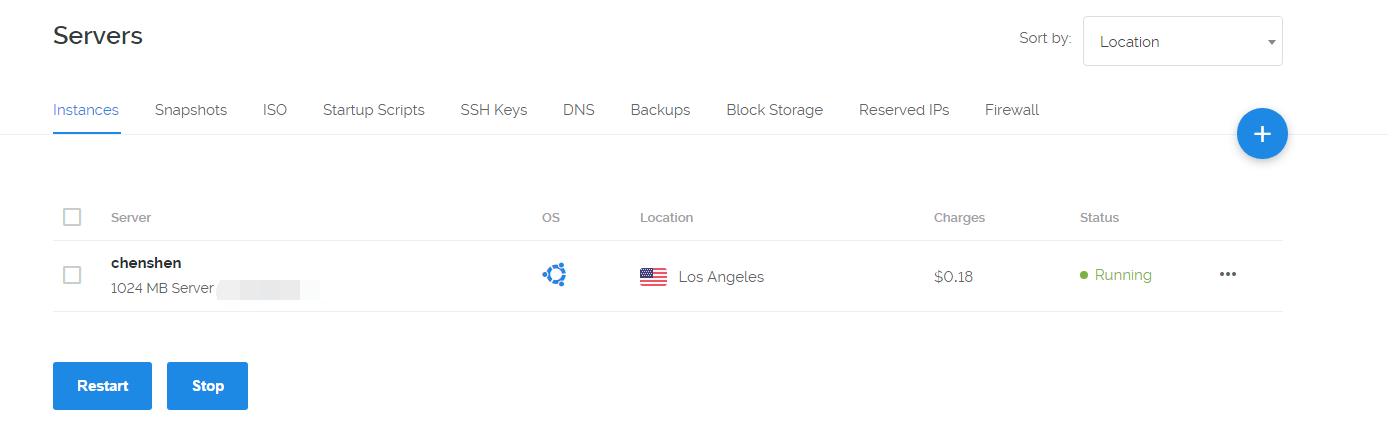 Servers
Sort by: Location
Instances Snapshots ISO Startup Scripts SSH Keys DNS Backups Block Storage Reserved IPs Firewall
+
Server OS Location Charges Status
chenshen
1024 MB Server
Los Angeles $0.18 Running
Restart Stop